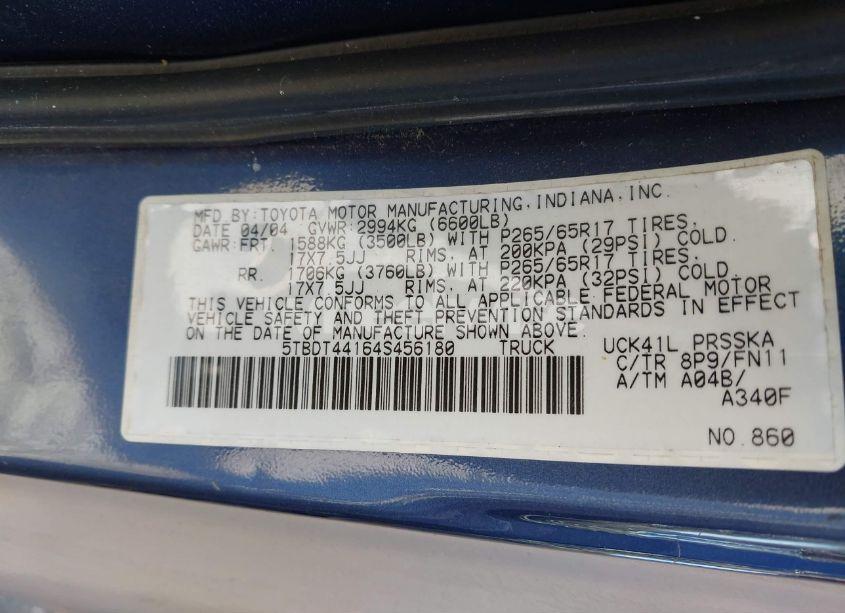 MFD.BY:TOYOTA MOTOR MANUFACTURING,INDIANA,INC.
DATE 04/04 GVWR:2994KG (6600LB)
GAWR:FRT. 1588KG (3500LB) WITH P265/65R17 TIRES,
17X7.5JJ RIMS, AT 200KPA (29PSI) COLD.
RR. 1706KG (3760LB) WITH P265/65R17 TIRES,
17X7.5JJ RIMS, AT 220KPA (32PSI) COLD.
THIS VEHICLE CONFORMS TO ALL APPLICABLE FEDERAL MOTOR
VEHICLE SAFETY AND THEFT PREVENTION STANDARDS IN EFFECT
ON THE DATE OF MANUFACTURE SHOWN ABOVE.
5TBDT44164S456180 TRUCK
UCK41L PRSSKA
C/TR 8P9/FN11
A/TM A04B/
A340F
NO.860